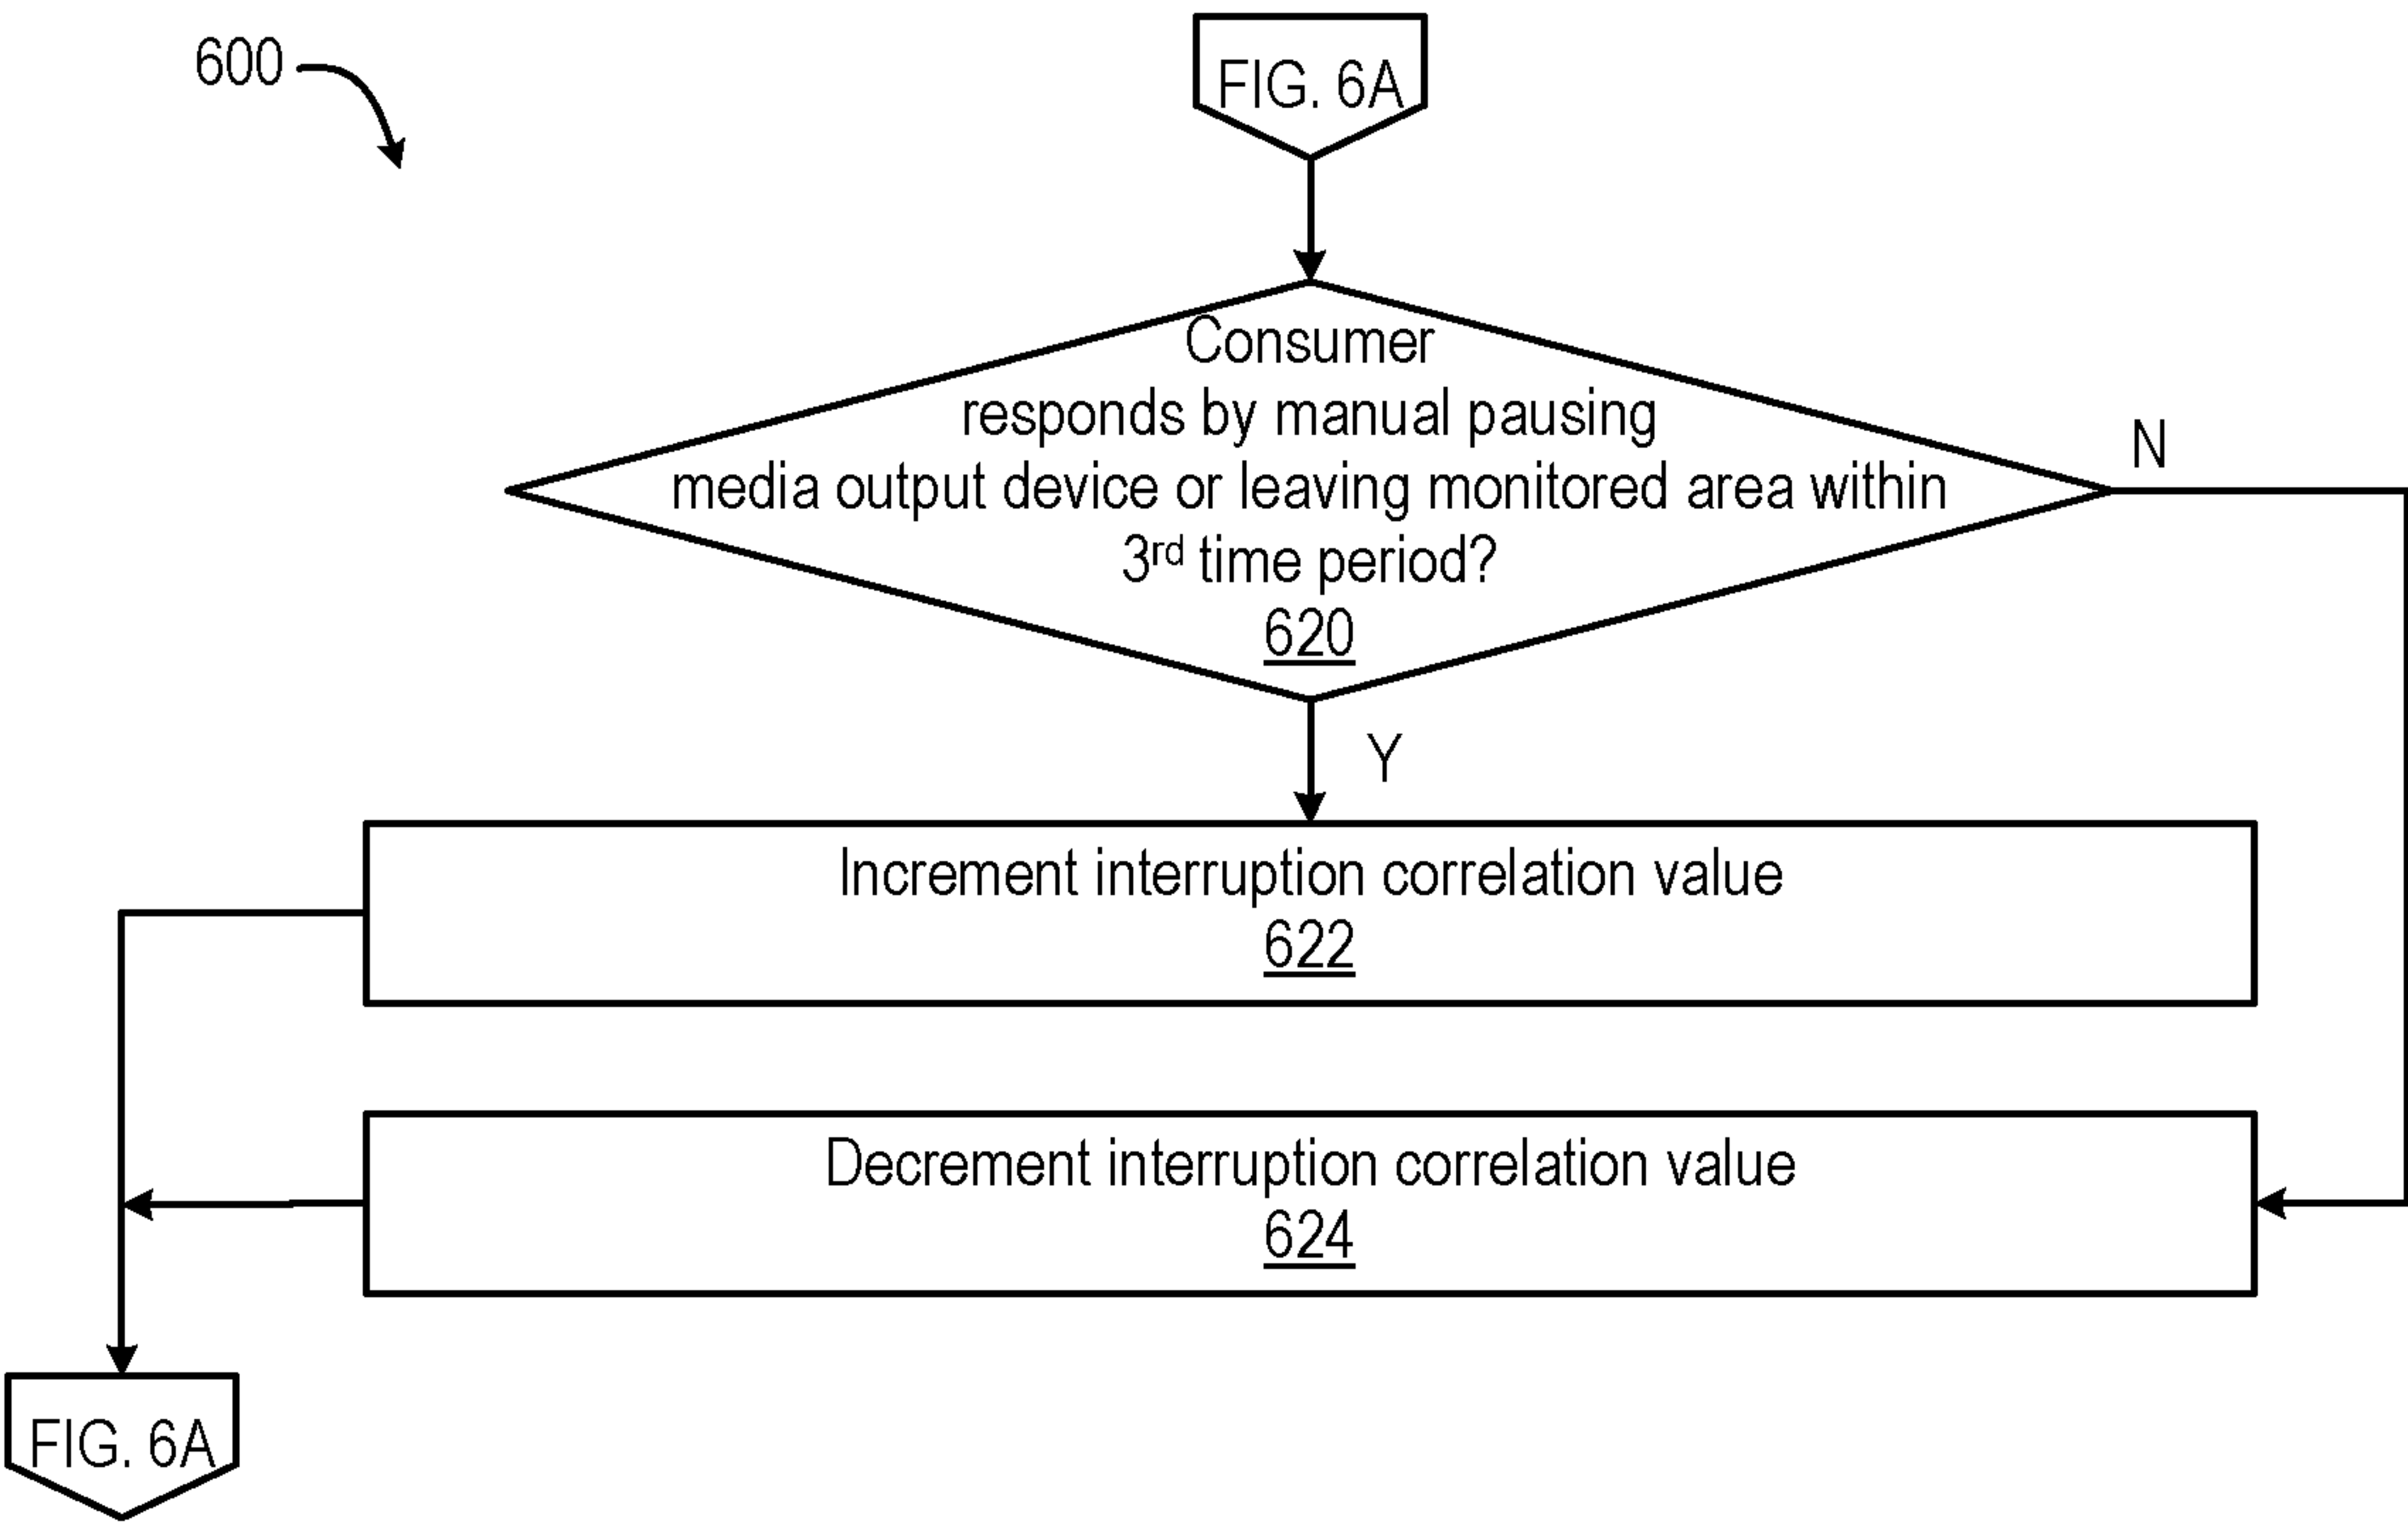 600
FIG. 6A
Consumer
responds by manual pausing
media output device or leaving monitored area within
3rd time period?
620
N
Y
Increment interruption correlation value
622
Decrement interruption correlation value
624
FIG. 6A